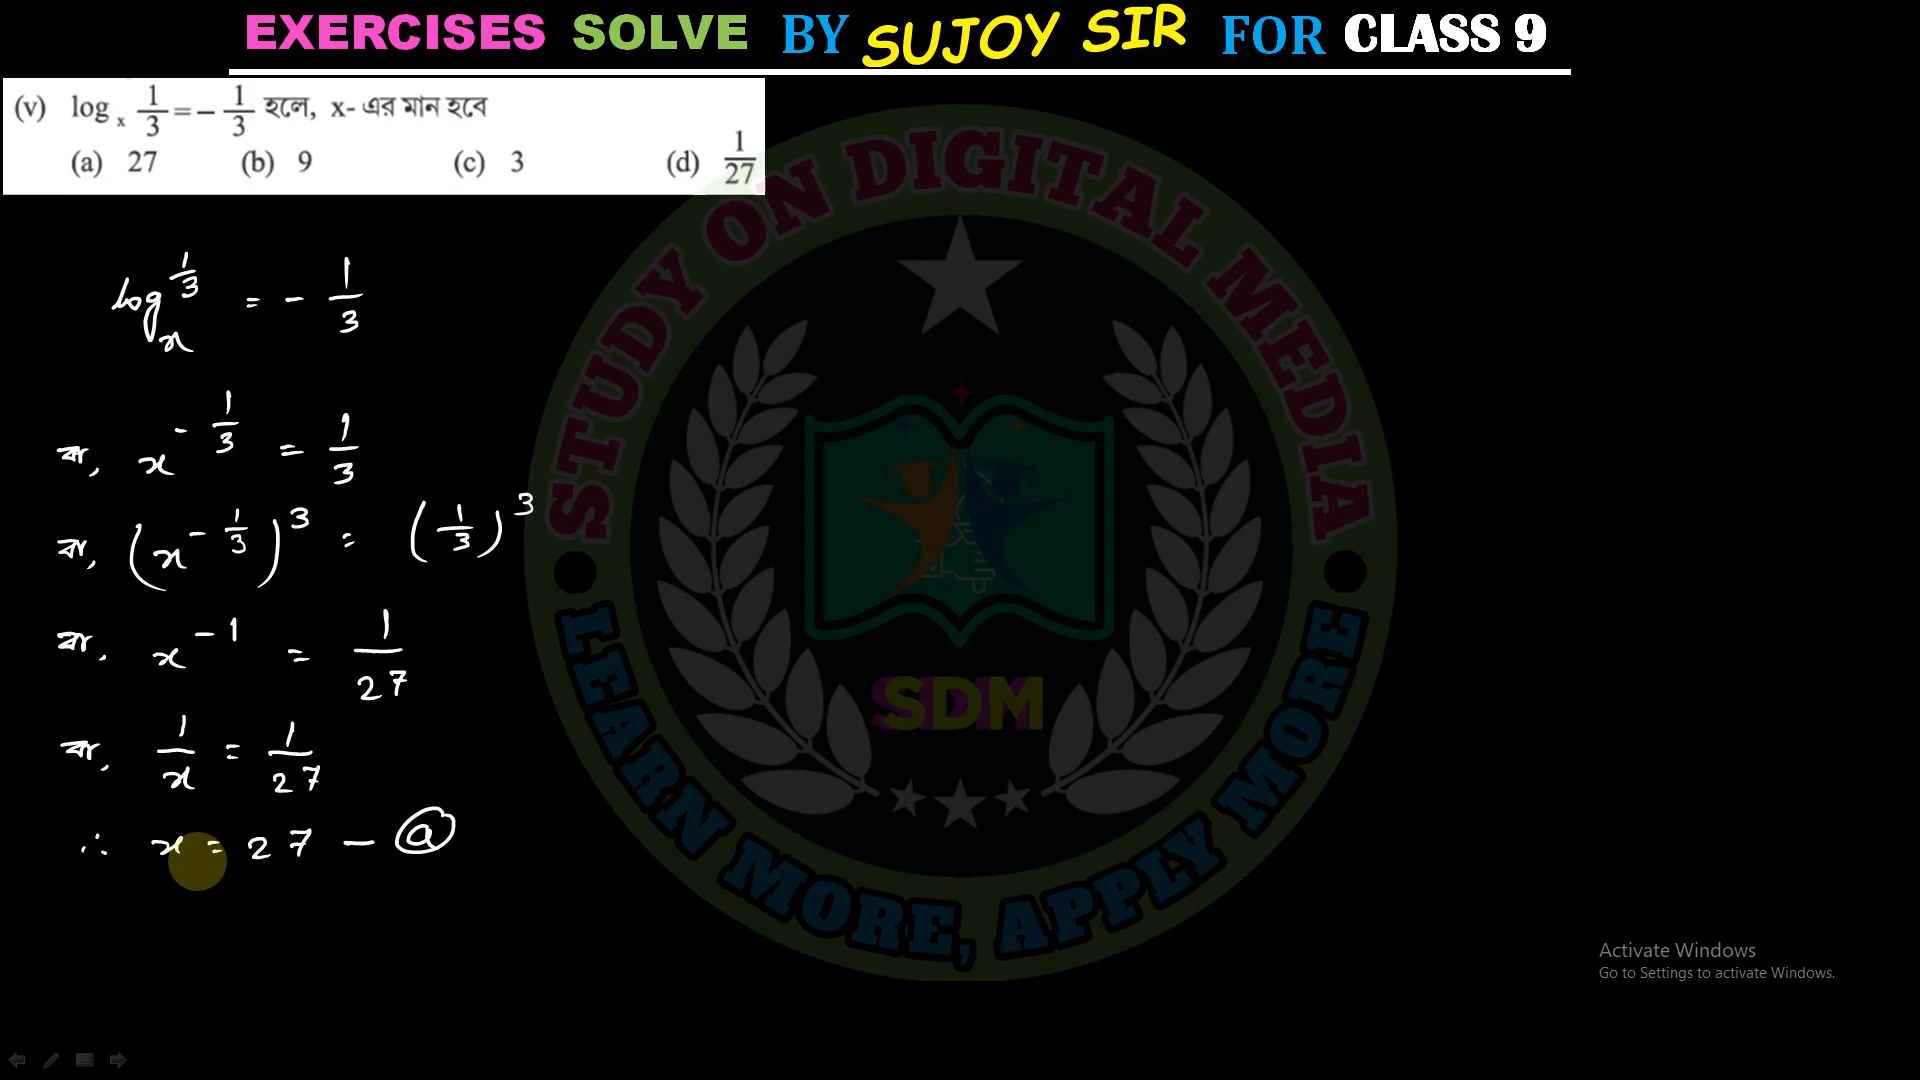 EXERCISES SOLVE BY SUJOY SIR FOR CLASS 9
(v) log x 1/3 = - 1/3 হলে, x- এর মান হবে
(a) 27 (b) 9 (c) 3 (d) 1/27
log x 1/3 = - 1/3
বা, x^(-1/3) = 1/3
বা, (x^(-1/3))^3 = (1/3)^3
বা, x^(-1) = 1/27
বা, 1/x = 1/27
∴ x = 27 - ⓐ
STUDY ON DIGITAL MEDIA
SDM
LEARN MORE, APPLY MORE
Activate Windows
Go to Settings to activate Windows.